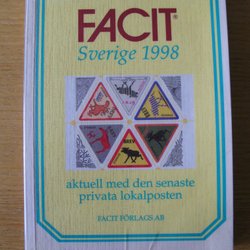 FACIT®
Sverige 1998
aktuell med den senaste
privata lokalposten
FACIT FÖRLAGS AB